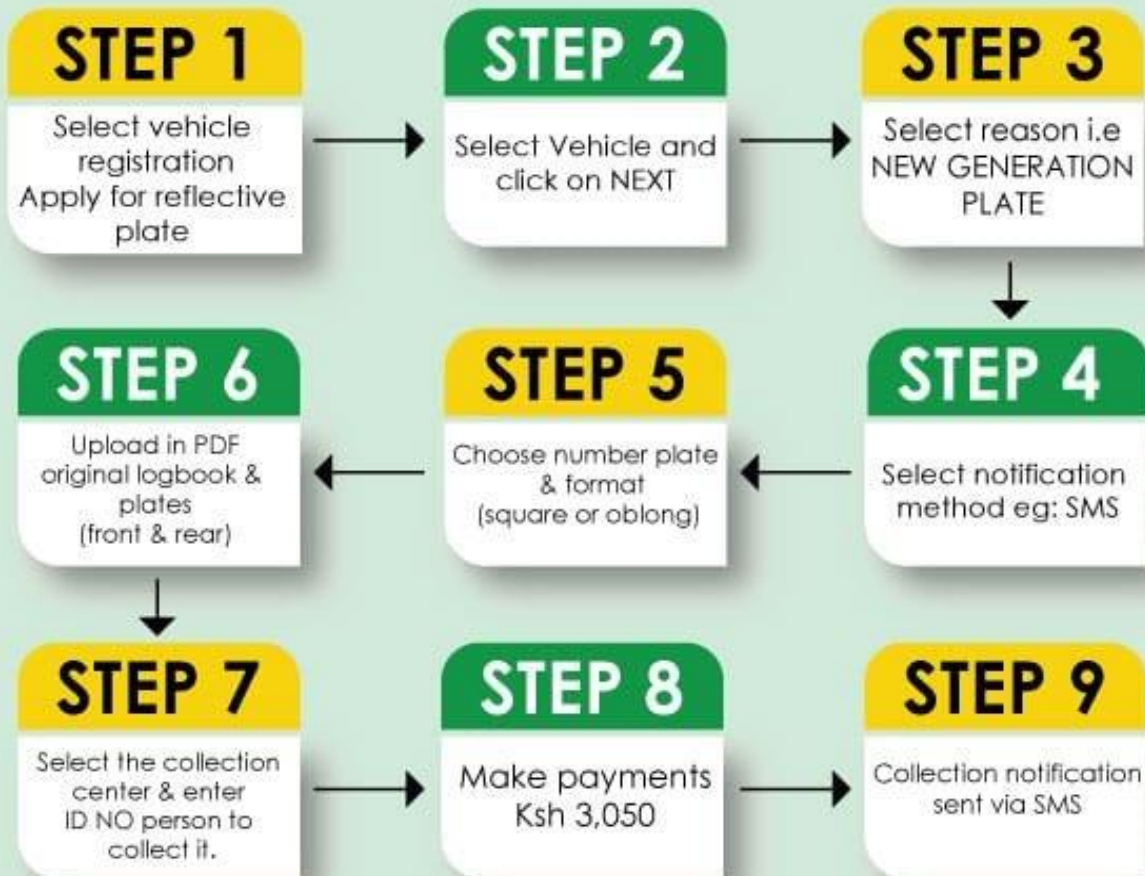 STEP 1
Select vehicle
registration
Apply for reflective
plate
STEP 2
Select Vehicle and
click on NEXT
STEP 3
Select reason i.e
NEW GENERATION
PLATE
STEP 4
Select notification
method eg: SMS
STEP 5
Choose number plate
& format
(square or oblong)
STEP 6
Upload in PDF
original logbook &
plates
(front & rear)
STEP 7
Select the collection
center & enter
ID NO person to
collect it.
STEP 8
Make payments
Ksh 3,050
STEP 9
Collection notification
sent via SMS